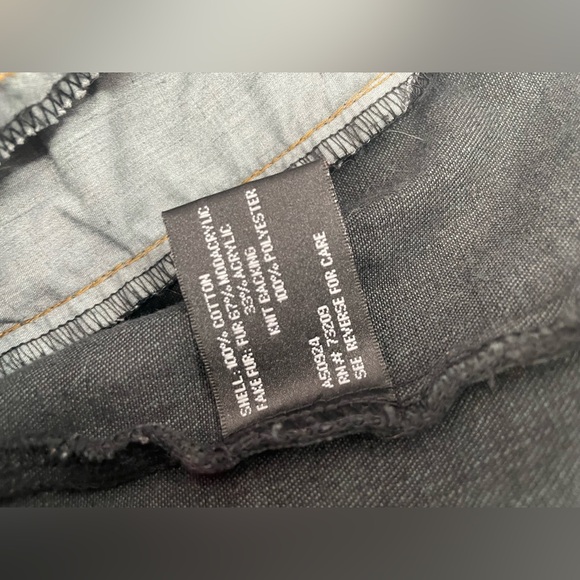 SHELL: 100% COTTON
FAKE FUR: FUR 67% MODACRYLIC
33% ACRYLIC
KNIT BACKING
100% POLYESTER
A50924
RN# 73209
SEE REVERSE FOR CARE